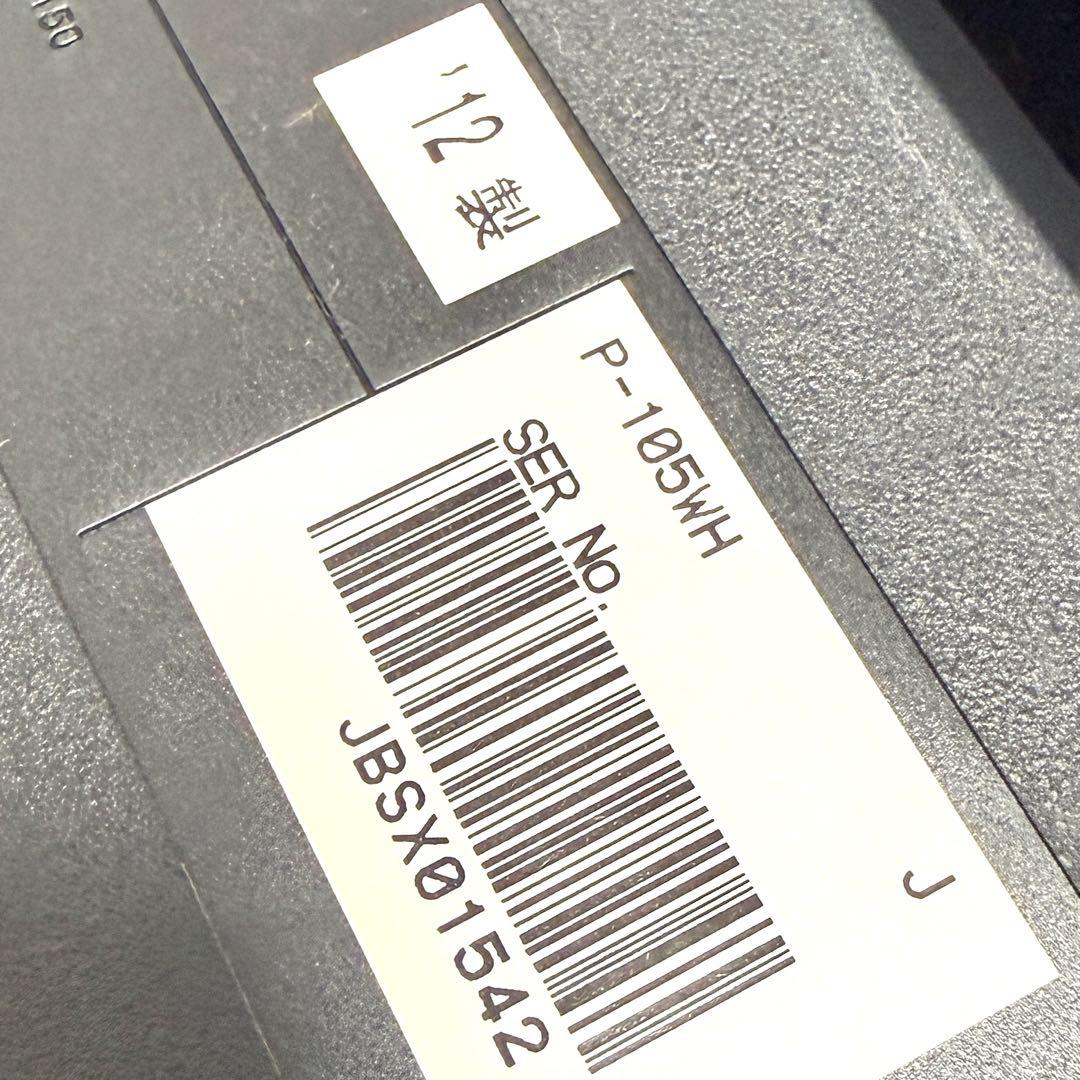 '12 製
P-105WH
SER No.
JBSX01542
J